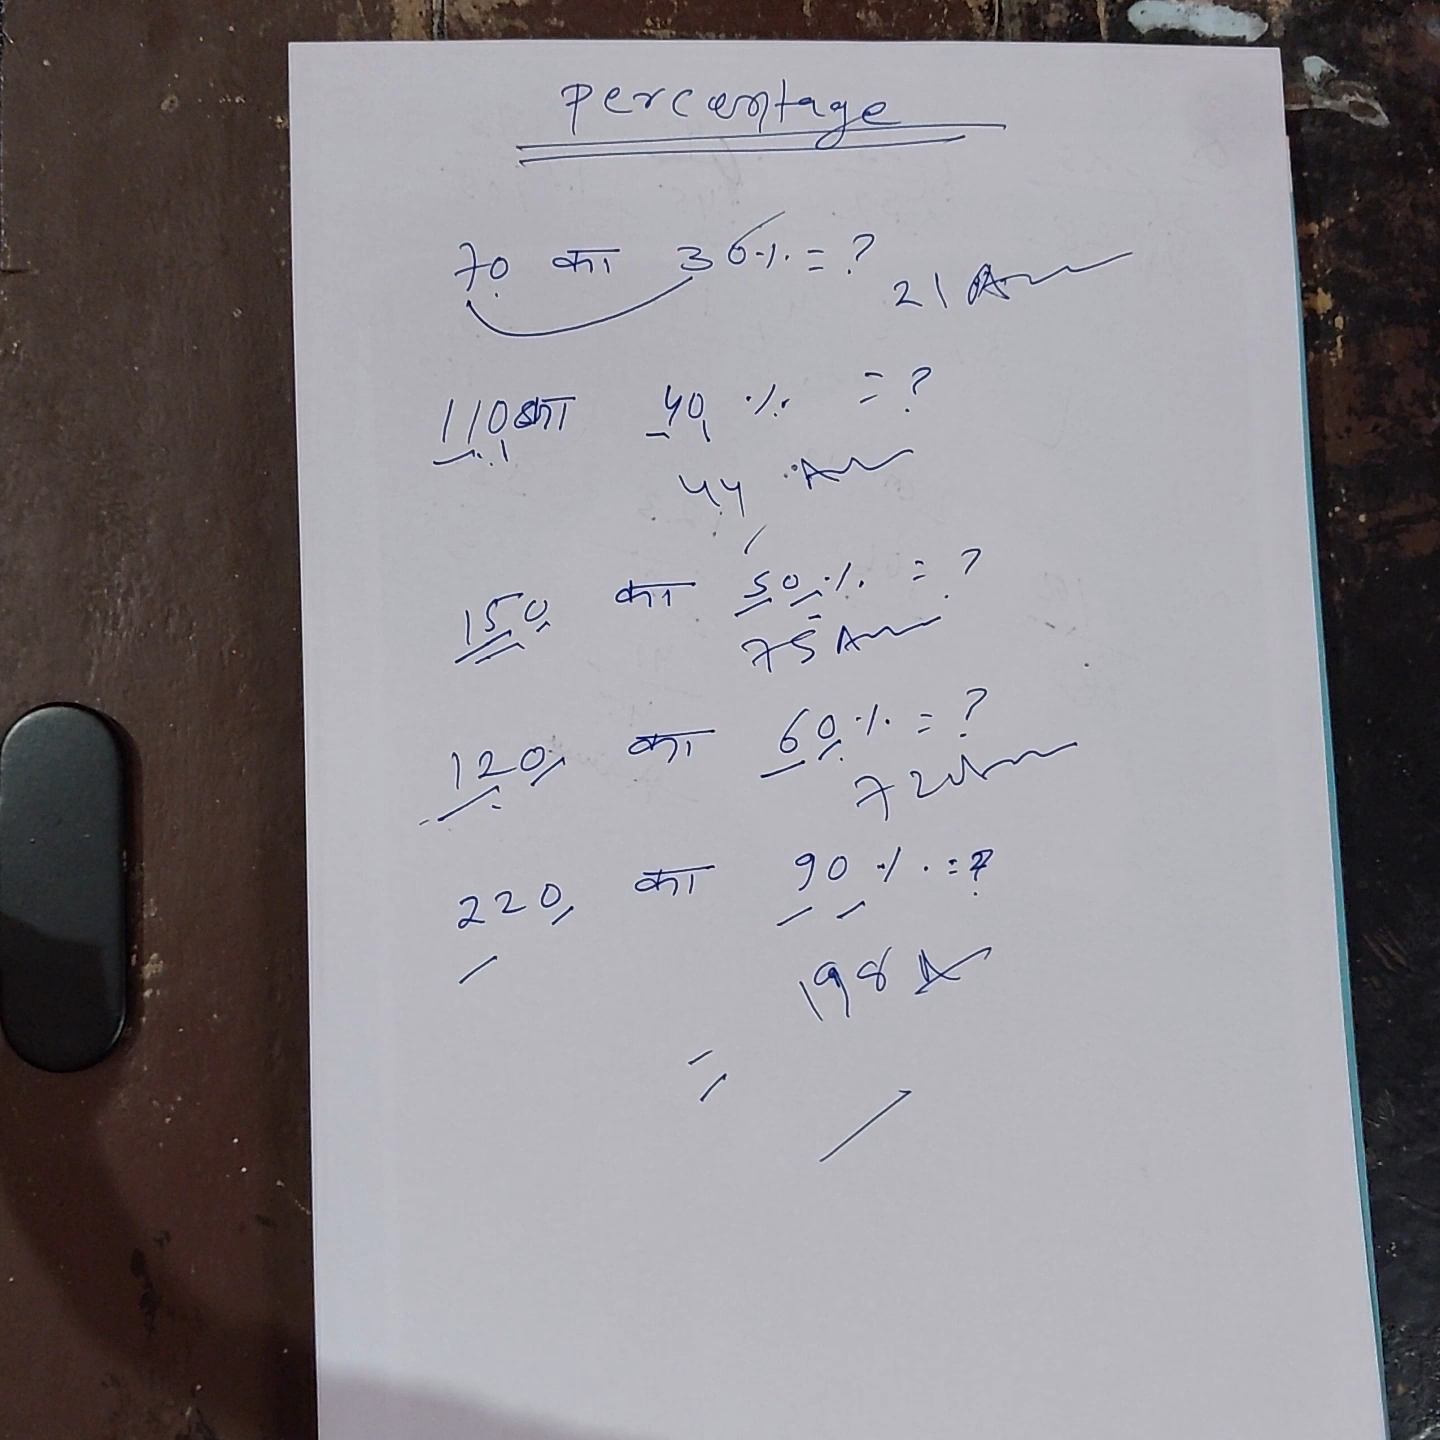 percentage
70 का 30% = ?
21 Ans
110 का 40 % = ?
44 Ans
150 का 50% = ?
75 Ans
120 का 60% = ?
72 Ans
220 का 90% = ?
198 A